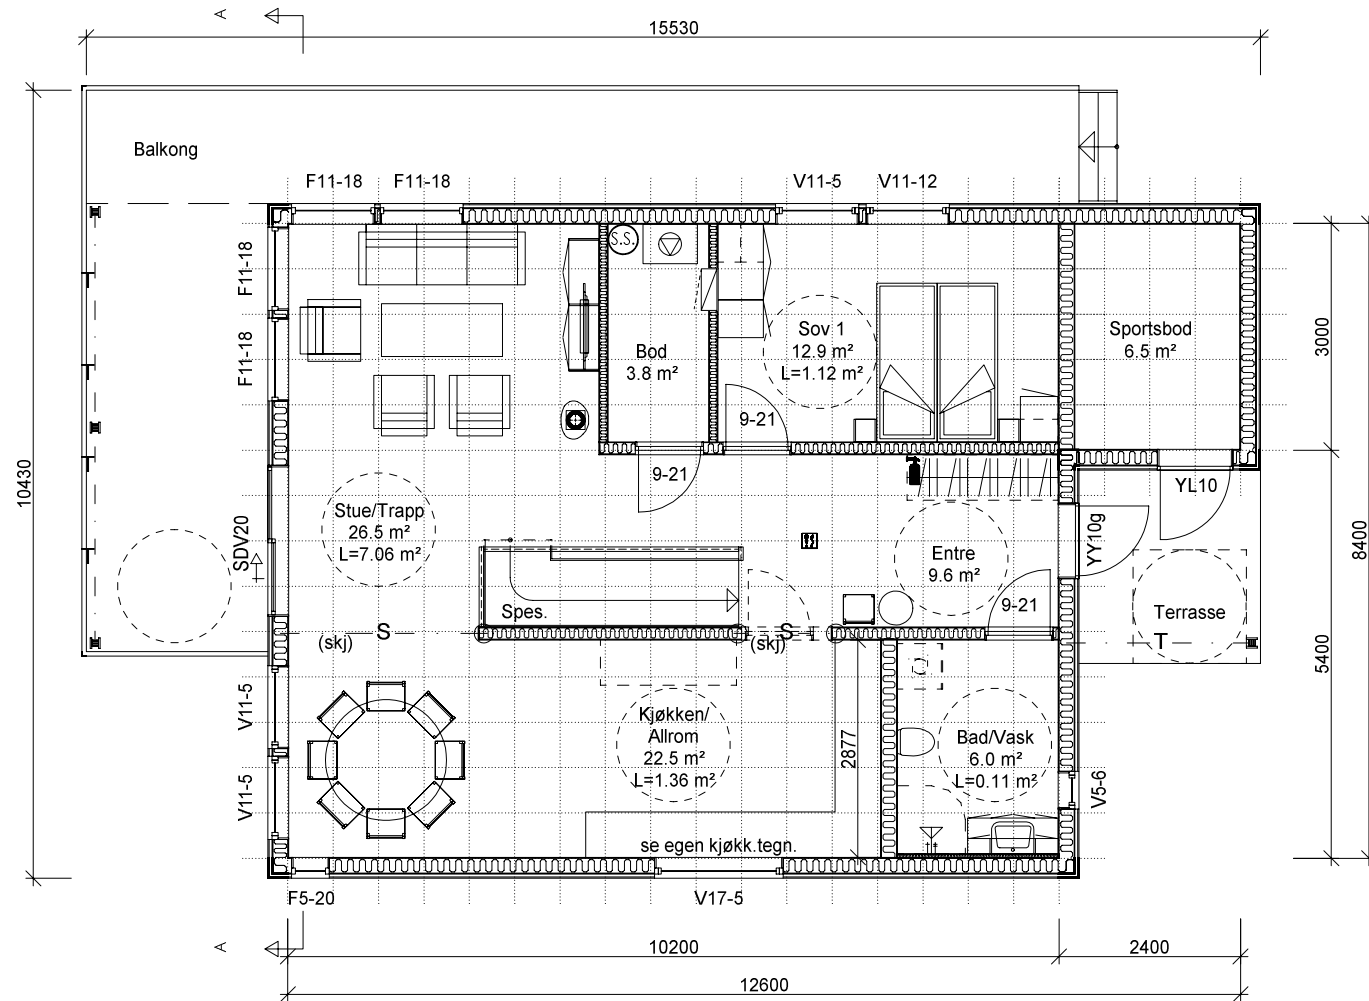 A
15530
Balkong
F11-18
F11-18
V11-5
V11-12
F11-18
F11-18
S.S.
Bod
3.8 m²
Sov 1
12.9 m²
L=1.12 m²
Sportsbod
6.5 m²
3000
9-21
9-21
YL10
10430
Stue/Trapp
26.5 m²
L=7.06 m²
SDV20
Entre
9.6 m²
YY10g
8400
Spes.
9-21
Terrasse
T
S
(skj)
S
(skj)
5400
V11-5
V11-5
Kjøkken/
Allrom
22.5 m²
L=1.36 m²
2877
Bad/Vask
6.0 m²
L=0.11 m²
V5-6
se egen kjøkk.tegn.
F5-20
V17-5
A
10200
2400
12600